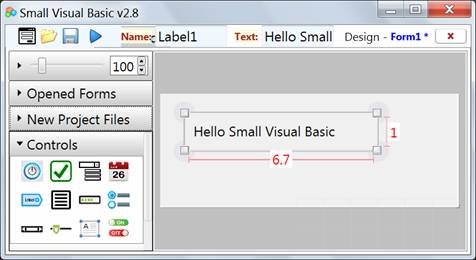 Small Visual Basic v2.8
Name: Label1 Text: Hello Small Design - Form1 * x
100
Opened Forms
New Project Files
Controls
26
Label
ON
OFF
A
Hello Small Visual Basic
1
6.7